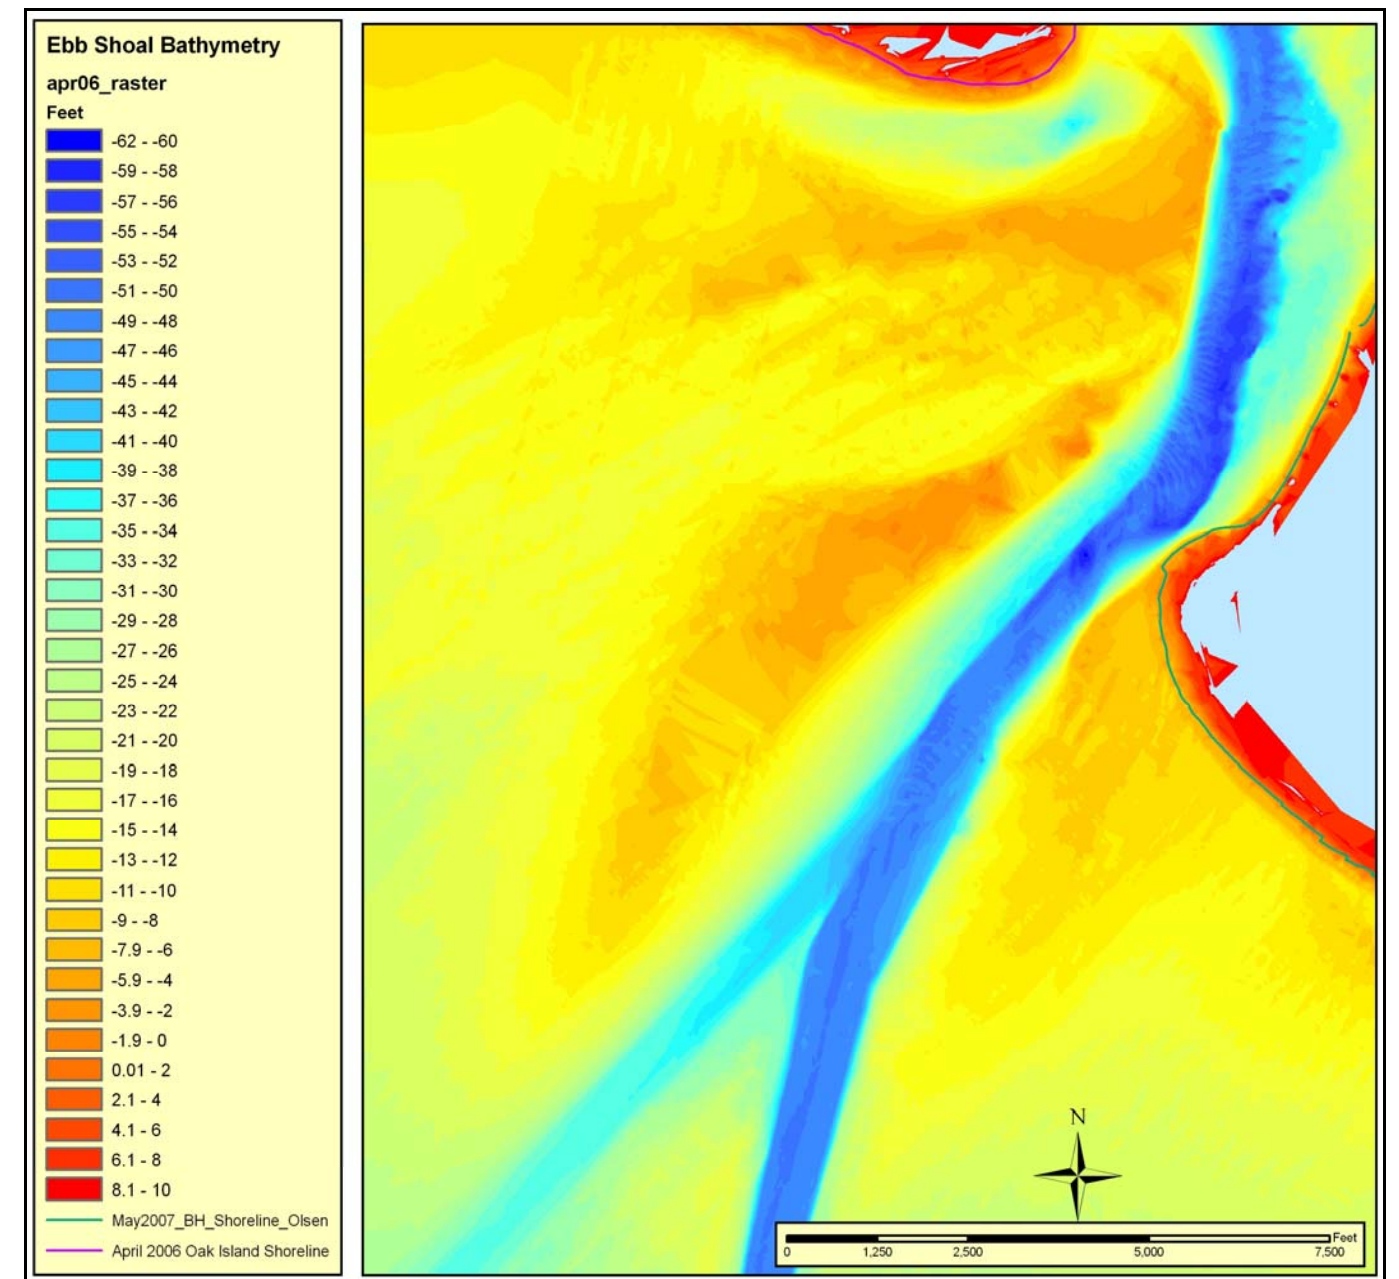 Ebb Shoal Bathymetry
apr06_raster
Feet
-62 - -60
-59 - -58
-57 - -56
-55 - -54
-53 - -52
-51 - -50
-49 - -48
-47 - -46
-45 - -44
-43 - -42
-41 - -40
-39 - -38
-37 - -36
-35 - -34
-33 - -32
-31 - -30
-29 - -28
-27 - -26
-25 - -24
-23 - -22
-21 - -20
-19 - -18
-17 - -16
-15 - -14
-13 - -12
-11 - -10
-9 - -8
-7.9 - -6
-5.9 - -4
-3.9 - -2
-1.9 - 0
0.01 - 2
2.1 - 4
4.1 - 6
6.1 - 8
8.1 - 10
May2007_BH_Shoreline_Olsen
April 2006 Oak Island Shoreline
N
Feet
0 1,250 2,500 5,000 7,500